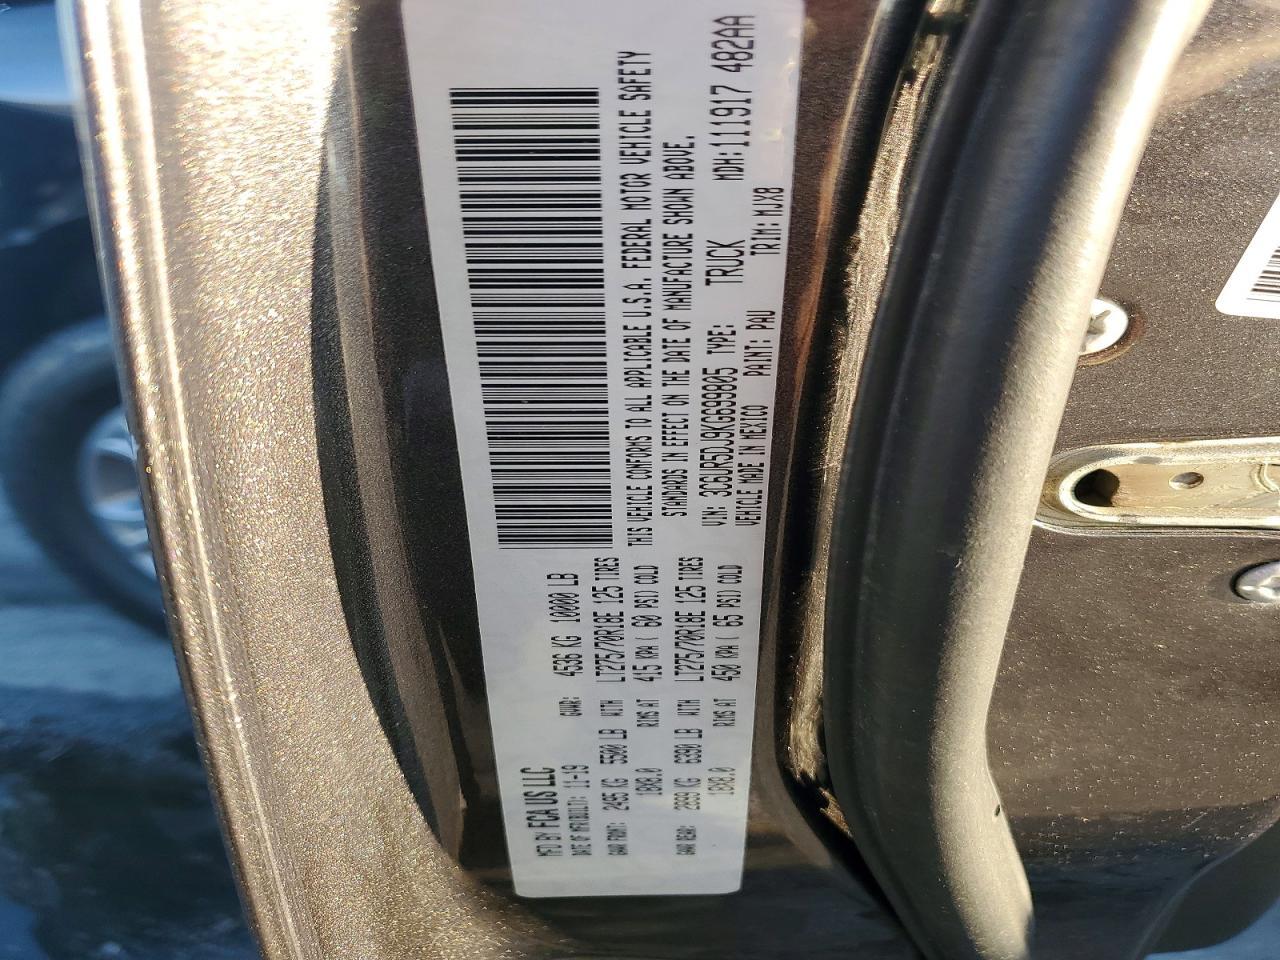 MFD BY FCA US LLC
DATE OF MFR(BUILD): 11-19 GVWR: 4536 KG 10000 LB
GAWR FRONT: 2495 KG 5500 LB WITH LT275/70R18E 125 TIRES
18X8.0 RIMS AT 415 KPA( 60 PSI) COLD
GAWR REAR: 2899 KG 6390 LB WITH LT275/70R18E 125 TIRES
18X8.0 RIMS AT 450 KPA( 65 PSI) COLD
THIS VEHICLE CONFORMS TO ALL APPLICABLE U.S.A. FEDERAL MOTOR VEHICLE SAFETY
STANDARDS IN EFFECT ON THE DATE OF MANUFACTURE SHOWN ABOVE.
VIN: 3C6UR5DJ9KG699805 TYPE: TRUCK MDH:111917 482AA
VEHICLE MADE IN MEXICO PAINT: PAU TRIM: MJX8